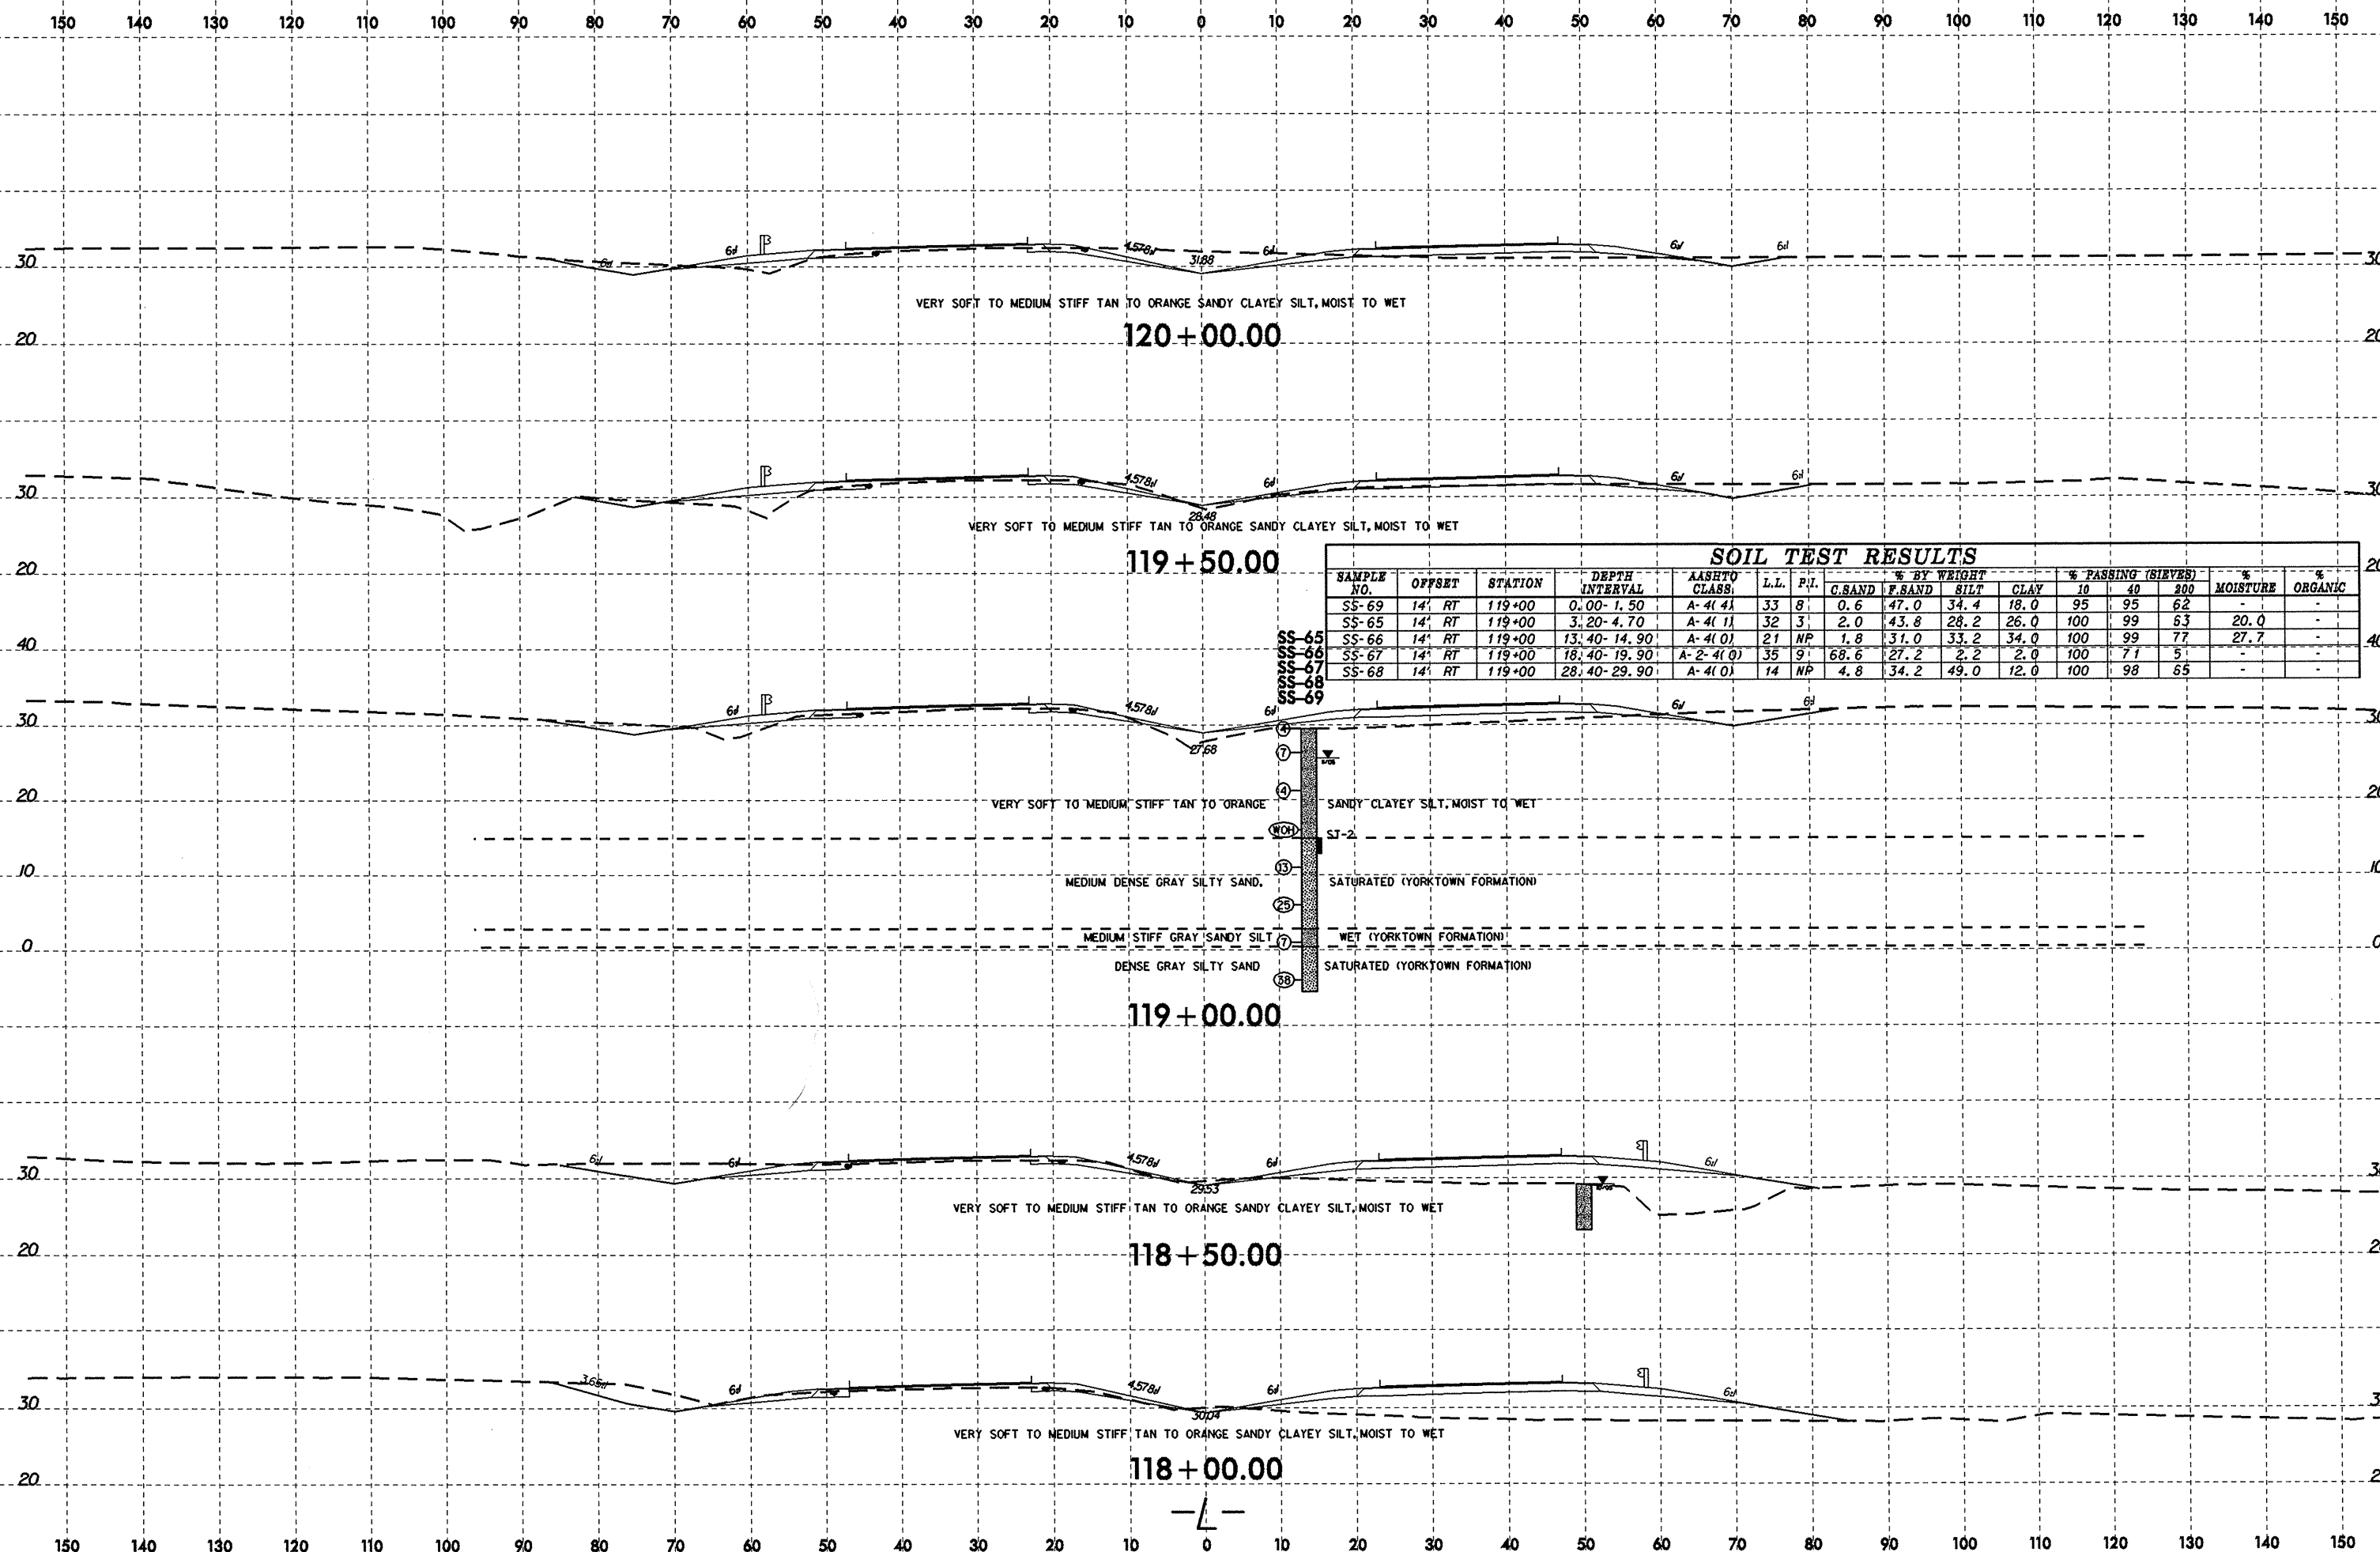 150 140 130 120 110 100 90 80 70 60 50 40 30 20 10 0 10 20 30 40 50 60 70 80 90 100 110 120 130 140 150
6:1 6:1 4.578:1 6:1 6:1 6:1
30 31.88 30
VERY SOFT TO MEDIUM STIFF TAN TO ORANGE SANDY CLAYEY SILT, MOIST TO WET
20 120+00.00 20
4.578:1 6:1 6:1 6:1
30 28.48 30
VERY SOFT TO MEDIUM STIFF TAN TO ORANGE SANDY CLAYEY SILT, MOIST TO WET
20 119+50.00 20
SOIL TEST RESULTS
SAMPLE NO. OFFSET STATION DEPTH INTERVAL AASHTO CLASS. L.L. P.I. % BY WEIGHT % PASSING (SIEVES) % MOISTURE % ORGANIC
C.SAND F.SAND SILT CLAY 10 40 200
SS-69 14' RT 119+00 0.00-1.50 A-4(4) 33 8 0.6 47.0 34.4 18.0 95 95 62 - -
SS-65 14' RT 119+00 3.20-4.70 A-4(1) 32 3 2.0 43.8 28.2 26.0 100 99 63 20.0 -
SS-66 14' RT 119+00 13.40-14.90 A-4(0) 21 NP 1.8 31.0 33.2 34.0 100 99 77 27.7 -
SS-67 14' RT 119+00 18.40-19.90 A-2-4(0) 35 9 68.6 27.2 2.2 2.0 100 71 5 - -
SS-68 14' RT 119+00 28.40-29.90 A-4(0) 14 NP 4.8 34.2 49.0 12.0 100 98 65 - -
40 40
SS-65
SS-66
SS-67
SS-68
SS-69
6:1 4.578:1 6:1 6:1 6:1
30 27.68 4 30
7
4
20 20
VERY SOFT TO MEDIUM STIFF TAN TO ORANGE SANDY CLAYEY SILT, MOIST TO WET
WOH ST-2
10 13 10
MEDIUM DENSE GRAY SILTY SAND, SATURATED (YORKTOWN FORMATION)
25
MEDIUM STIFF GRAY SANDY SILT 7 WET (YORKTOWN FORMATION)
0 0
DENSE GRAY SILTY SAND SATURATED (YORKTOWN FORMATION)
38
119+00.00
6:1 6:1 4.578:1 6:1 6:1
30 29.53
VERY SOFT TO MEDIUM STIFF TAN TO ORANGE SANDY CLAYEY SILT, MOIST TO WET
20 118+50.00
3.65:1 6:1 4.578:1 6:1 6:1
30 30.04
VERY SOFT TO MEDIUM STIFF TAN TO ORANGE SANDY CLAYEY SILT, MOIST TO WET
118+00.00
20
-L-
150 140 130 120 110 100 90 80 70 60 50 40 30 20 10 0 10 20 30 40 50 60 70 80 90 100 110 120 130 140 150